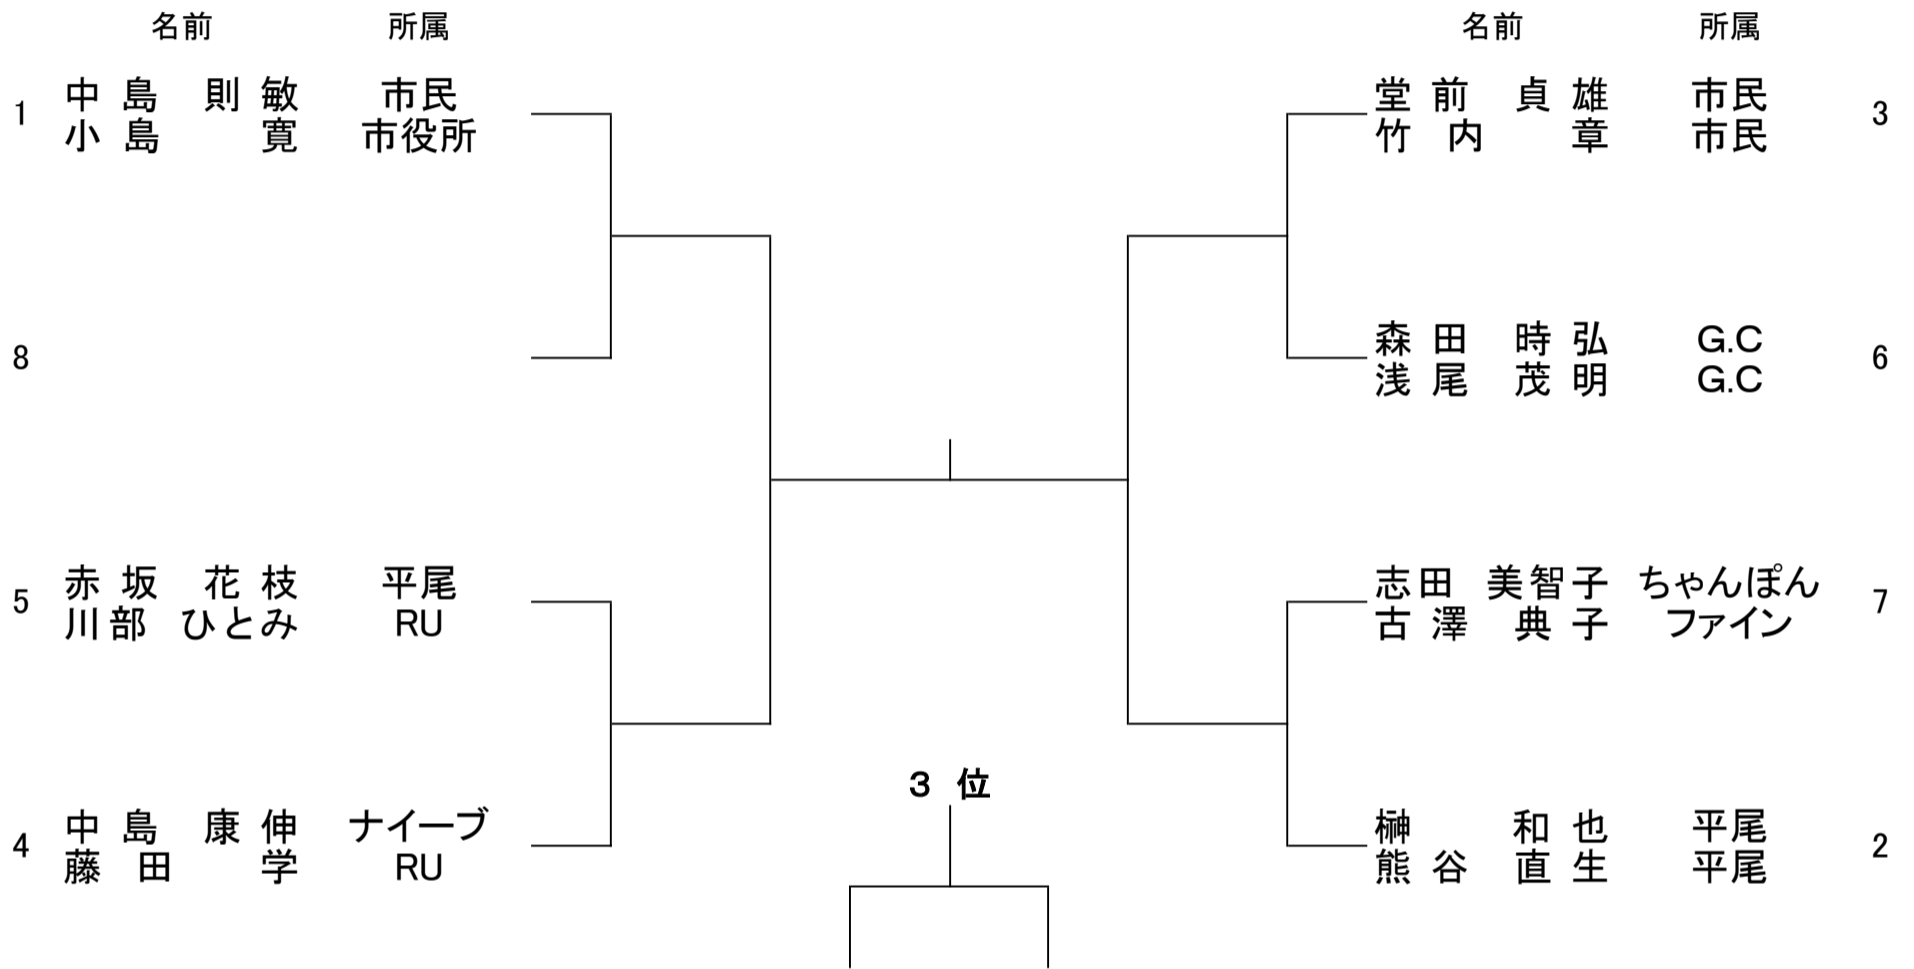 名前 所属 名前 所属
1 中島 則敏 市民
小島 寛 市役所
堂前 貞雄 市民 3
竹内 章 市民
8
森田 時弘 G.C 6
浅尾 茂明 G.C
5 赤坂 花枝 平尾
川部 ひとみ RU
志田 美智子 ちゃんぽん 7
古澤 典子 ファイン
3 位
4 中島 康伸 ナイーブ
藤田 学 RU
榊 和也 平尾 2
熊谷 直生 平尾